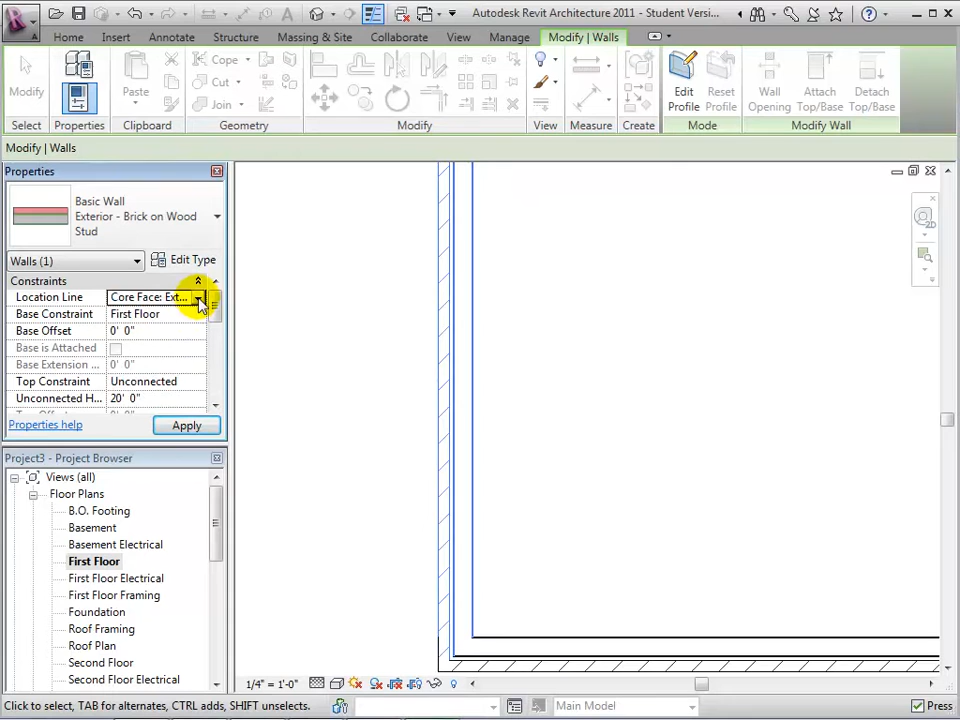 Autodesk Revit Architecture 2011 - Student Versi...
Home Insert Annotate Structure Massing & Site Collaborate View Manage Modify | Walls
Modify
Paste
Cope
Cut
Join
Edit Profile
Reset Profile
Wall Opening
Attach Top/Base
Detach Top/Base
Select Properties Clipboard Geometry Modify View Measure Create Mode Modify Wall
Modify | Walls
Properties
Basic Wall
Exterior - Brick on Wood
Stud
Walls (1)
Edit Type
Constraints
Location Line Core Face: Ext...
Base Constraint First Floor
Base Offset 0' 0"
Base is Attached
Base Extension ... 0' 0"
Top Constraint Unconnected
Unconnected H... 20' 0"
Properties help
Apply
Project3 - Project Browser
Views (all)
Floor Plans
B.O. Footing
Basement
Basement Electrical
First Floor
First Floor Electrical
First Floor Framing
Foundation
Roof Framing
Roof Plan
Second Floor
Second Floor Electrical
2D
1/4" = 1'-0"
Click to select, TAB for alternates, CTRL adds, SHIFT unselects.
Main Model
Press